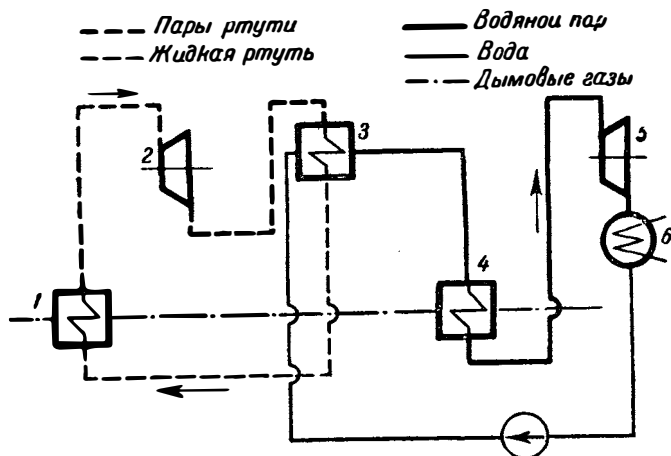 Пары ртути
Жидкая ртуть
Водяной пар
Вода
Дымовые газы
1
2
3
4
5
6